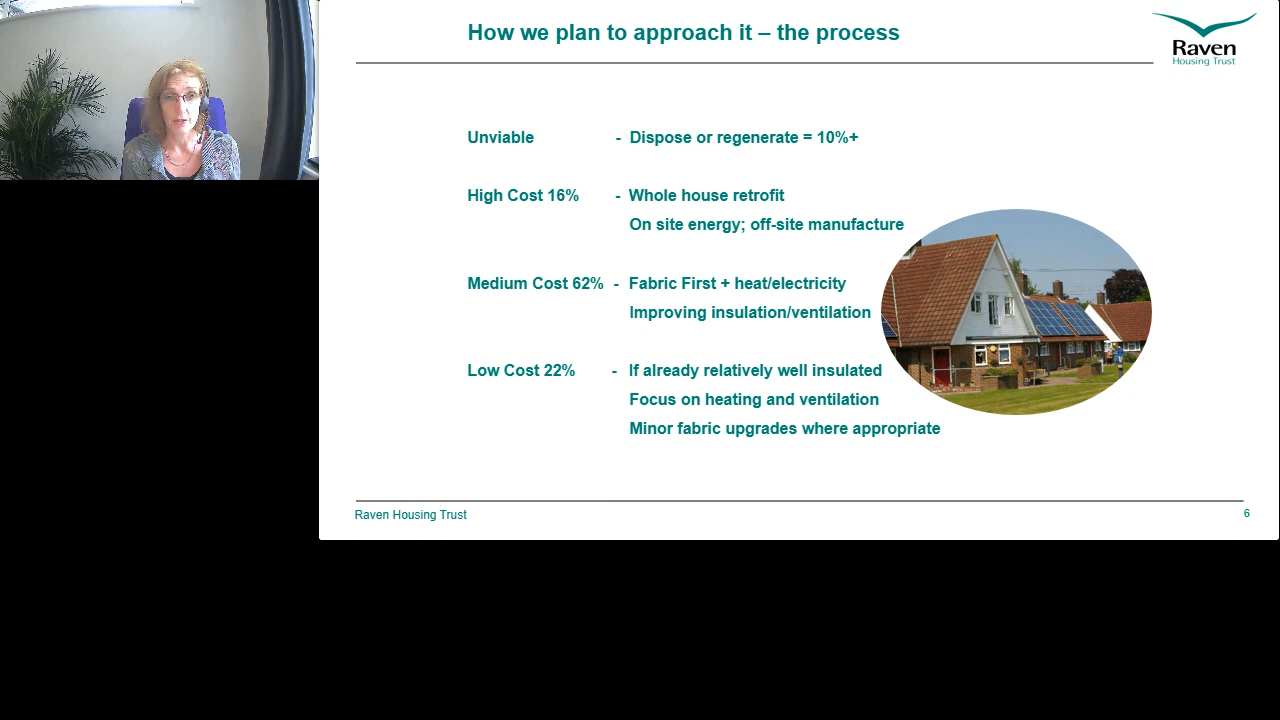 How we plan to approach it – the process
Raven
Housing Trust
Unviable - Dispose or regenerate = 10%+
High Cost 16% - Whole house retrofit
On site energy; off-site manufacture
Medium Cost 62% - Fabric First + heat/electricity
Improving insulation/ventilation
Low Cost 22% - If already relatively well insulated
Focus on heating and ventilation
Minor fabric upgrades where appropriate
Raven Housing Trust
6